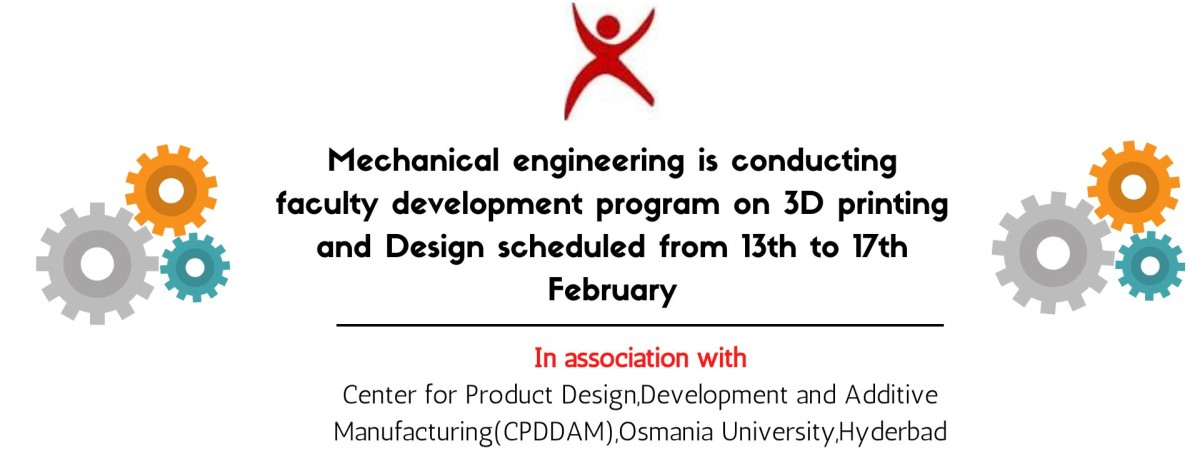 Mechanical engineering is conducting
faculty development program on 3D printing
and Design scheduled from 13th to 17th
February
In association with
Center for Product Design,Development and Additive
Manufacturing(CPDDAM),Osmania University,Hyderbad